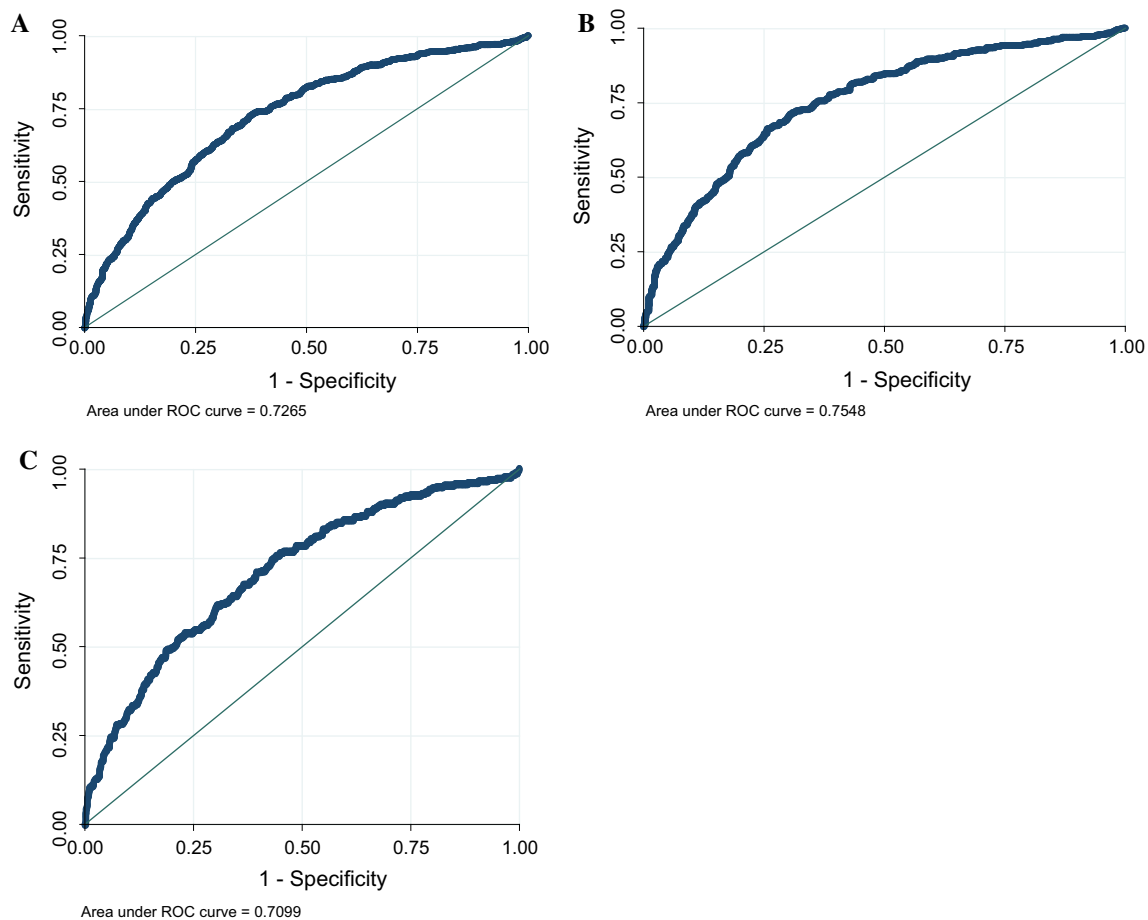 A
Sensitivity
1.00
0.75
0.50
0.25
0.00
0.00 0.25 0.50 0.75 1.00
1 - Specificity
Area under ROC curve = 0.7265
B
Sensitivity
1.00
0.75
0.50
0.25
0.00
0.00 0.25 0.50 0.75 1.00
1 - Specificity
Area under ROC curve = 0.7548
C
Sensitivity
1.00
0.75
0.50
0.25
0.00
0.00 0.25 0.50 0.75 1.00
1 - Specificity
Area under ROC curve = 0.7099